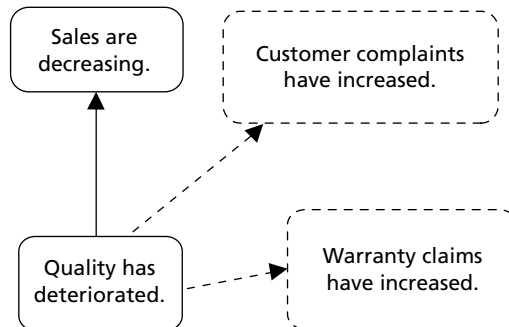 Sales are
decreasing.
Customer complaints
have increased.
Quality has
deteriorated.
Warranty claims
have increased.